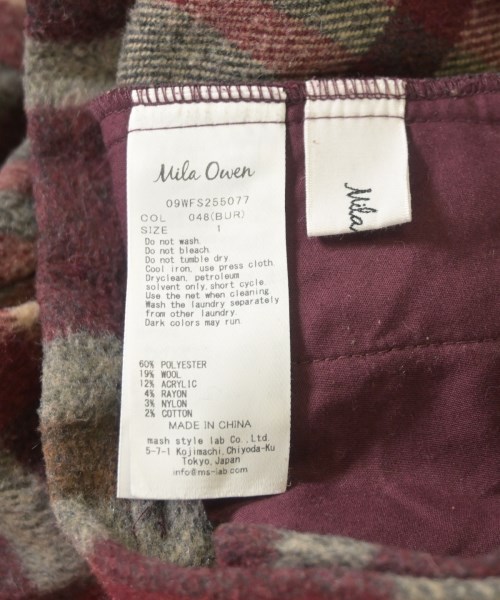 Mila Owen
09WFS255077
COL 048(BUR)
SIZE 1
Do not wash.
Do not bleach.
Do not tumble dry
Cool iron, use press cloth.
Dryclean, petroleum
solvent only,short cycle.
Use the net when cleaning
Wash the laundry separately
from other laundry.
Dark colors may run.
60% POLYESTER
19% WOOL
12% ACRYLIC
4% RAYON
3% NYLON
2% COTTON
MADE IN CHINA
mash style lab Co.,Ltd.
5-7-1 Kojimachi,Chiyoda-Ku
Tokyo,Japan
info@ms-lab.com
Mila